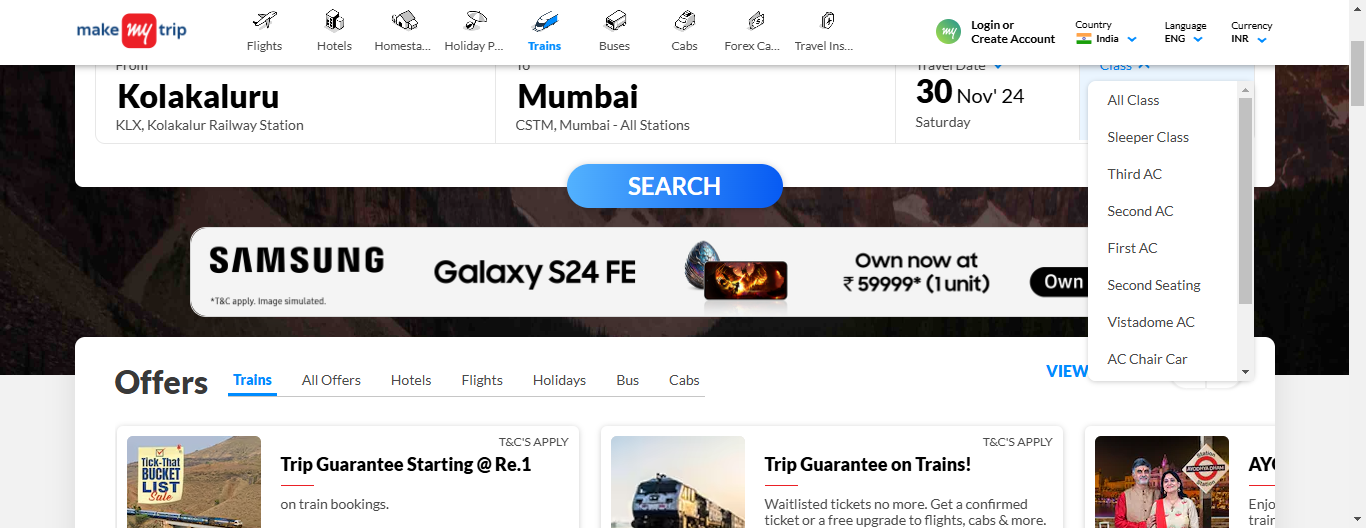 make my trip
Flights
Hotels
Homesta...
Holiday P...
Trains
Buses
Cabs
Forex Ca...
Travel Ins...
my
Login or
Create Account
Country
India
Language
ENG
Currency
INR
From
To
Travel Date
Class
Kolakaluru
Mumbai
30 Nov' 24
KLX, Kolakalur Railway Station
CSTM, Mumbai - All Stations
Saturday
All Class
Sleeper Class
Third AC
Second AC
First AC
Second Seating
Vistadome AC
AC Chair Car
SEARCH
SAMSUNG
*T&C apply. Image simulated.
Galaxy S24 FE
Own now at
₹ 59999* (1 unit)
Own
Offers
Trains
All Offers
Hotels
Flights
Holidays
Bus
Cabs
VIEW
TICK-THAT
BUCKET
LIST
Sale
T&C'S APPLY
Trip Guarantee Starting @ Re.1
on train bookings.
T&C'S APPLY
Trip Guarantee on Trains!
Waitlisted tickets no more. Get a confirmed
ticket or a free upgrade to flights, cabs & more.
Station
AYODHYA DHAM
Station
AYO
Enjo
train